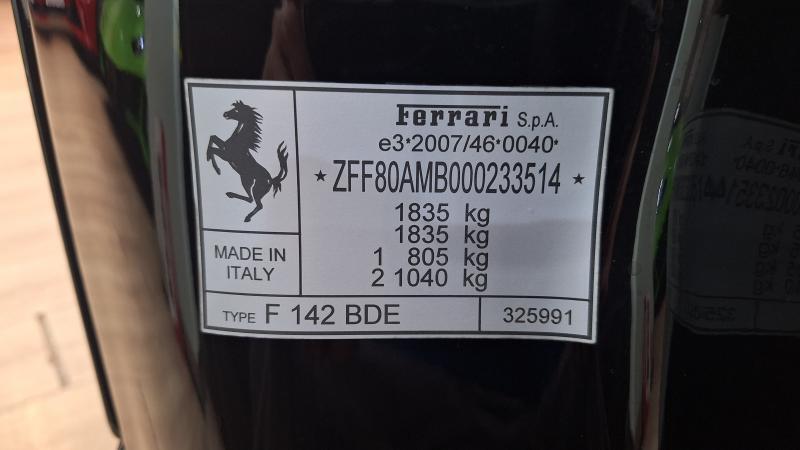 Ferrari S.p.A.
e3*2007/46*0040*
★ ZFF80AMB000233514 ★
1835 kg
1835 kg
1 805 kg
2 1040 kg
MADE IN
ITALY
TYPE F 142 BDE
325991